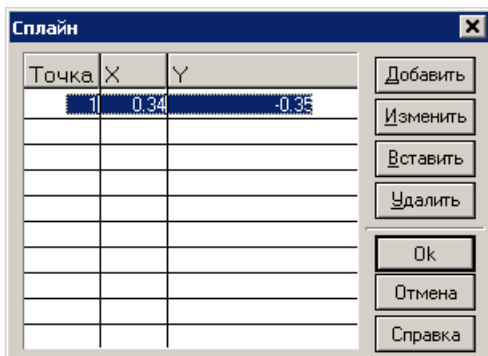 Сплайн
Точка X Y
1 0.34 -0.35
Добавить
Изменить
Вставить
Удалить
Ok
Отмена
Справка